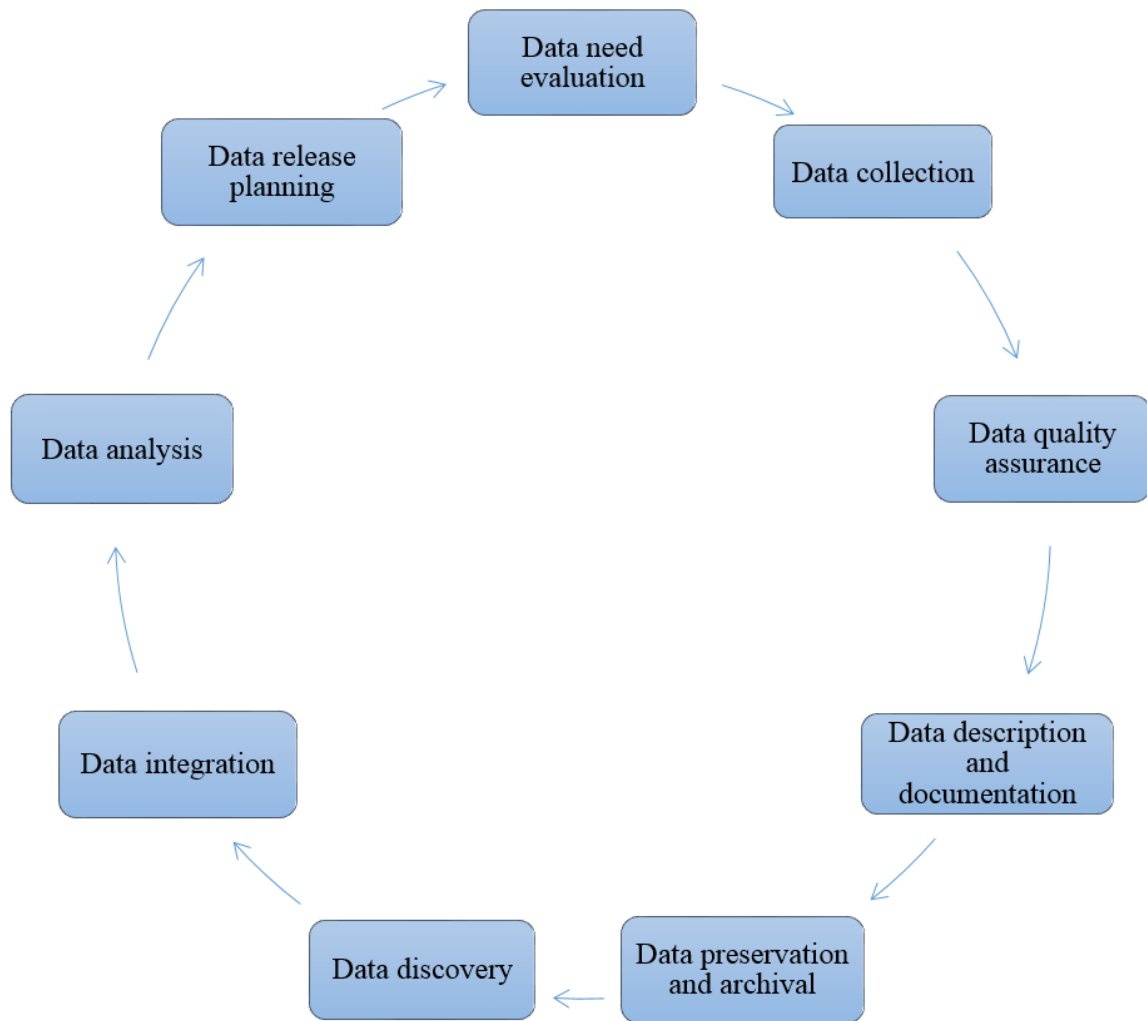 Data need
evaluation
Data collection
Data quality
assurance
Data description
and
documentation
Data preservation
and archival
Data discovery
Data integration
Data analysis
Data release
planning